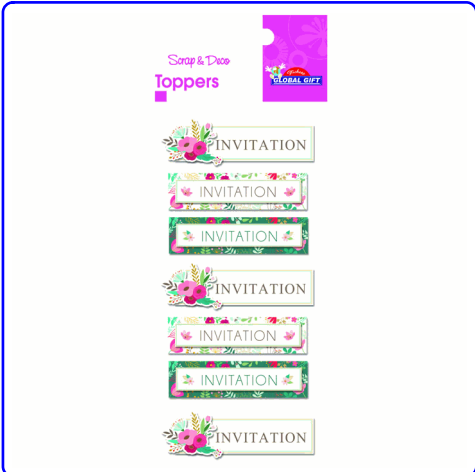 Scrap & Deco
Toppers
GLOBAL GIFT
INVITATION
INVITATION
INVITATION
INVITATION
INVITATION
INVITATION
INVITATION